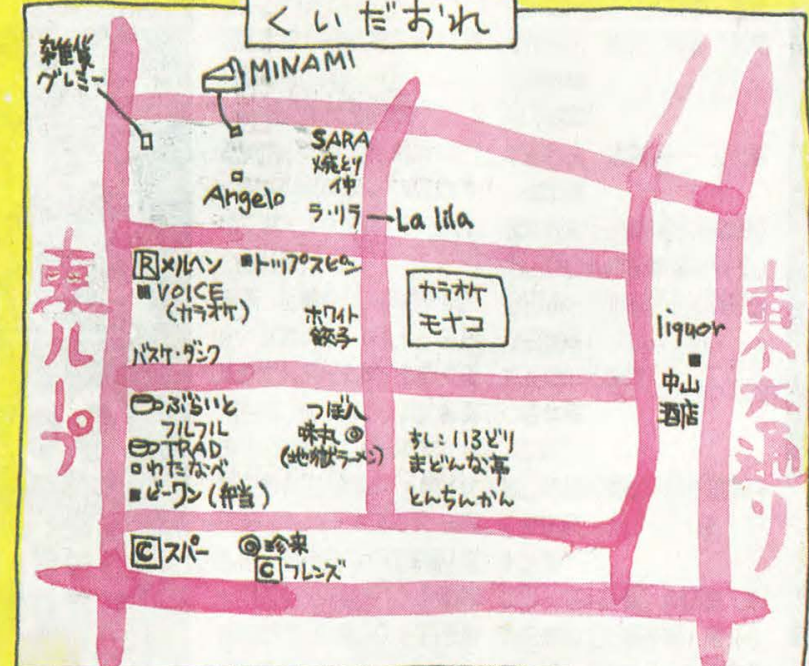 くいだおれ
雑貨
グレミー
MINAMI
Angelo
SARA
焼とり
仲
ラ・リラ
La lila
東ループ
R メルヘン
トップスピン
VOICE
(カラオケ)
ホワイト
餃子
カラオケ
モヤコ
バスケ・ダンク
liquor
中山
酒店
東大通り
ぶらいと
フルフル
TRAD
わたなべ
ビーワン(弁当)
つぼ八
味丸
(地獄ラーメン)
すし:いろどり
まどんな亭
とんちんかん
C スパー
珍来
C フレンズ